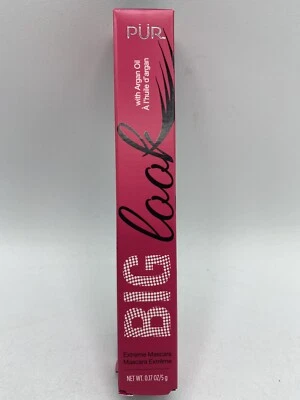 PÜR
with Argan Oil
À l'huile d'argan
BIG look
Extreme Mascara
Mascara Extrême
NET WT. 0.17 OZ/5 g